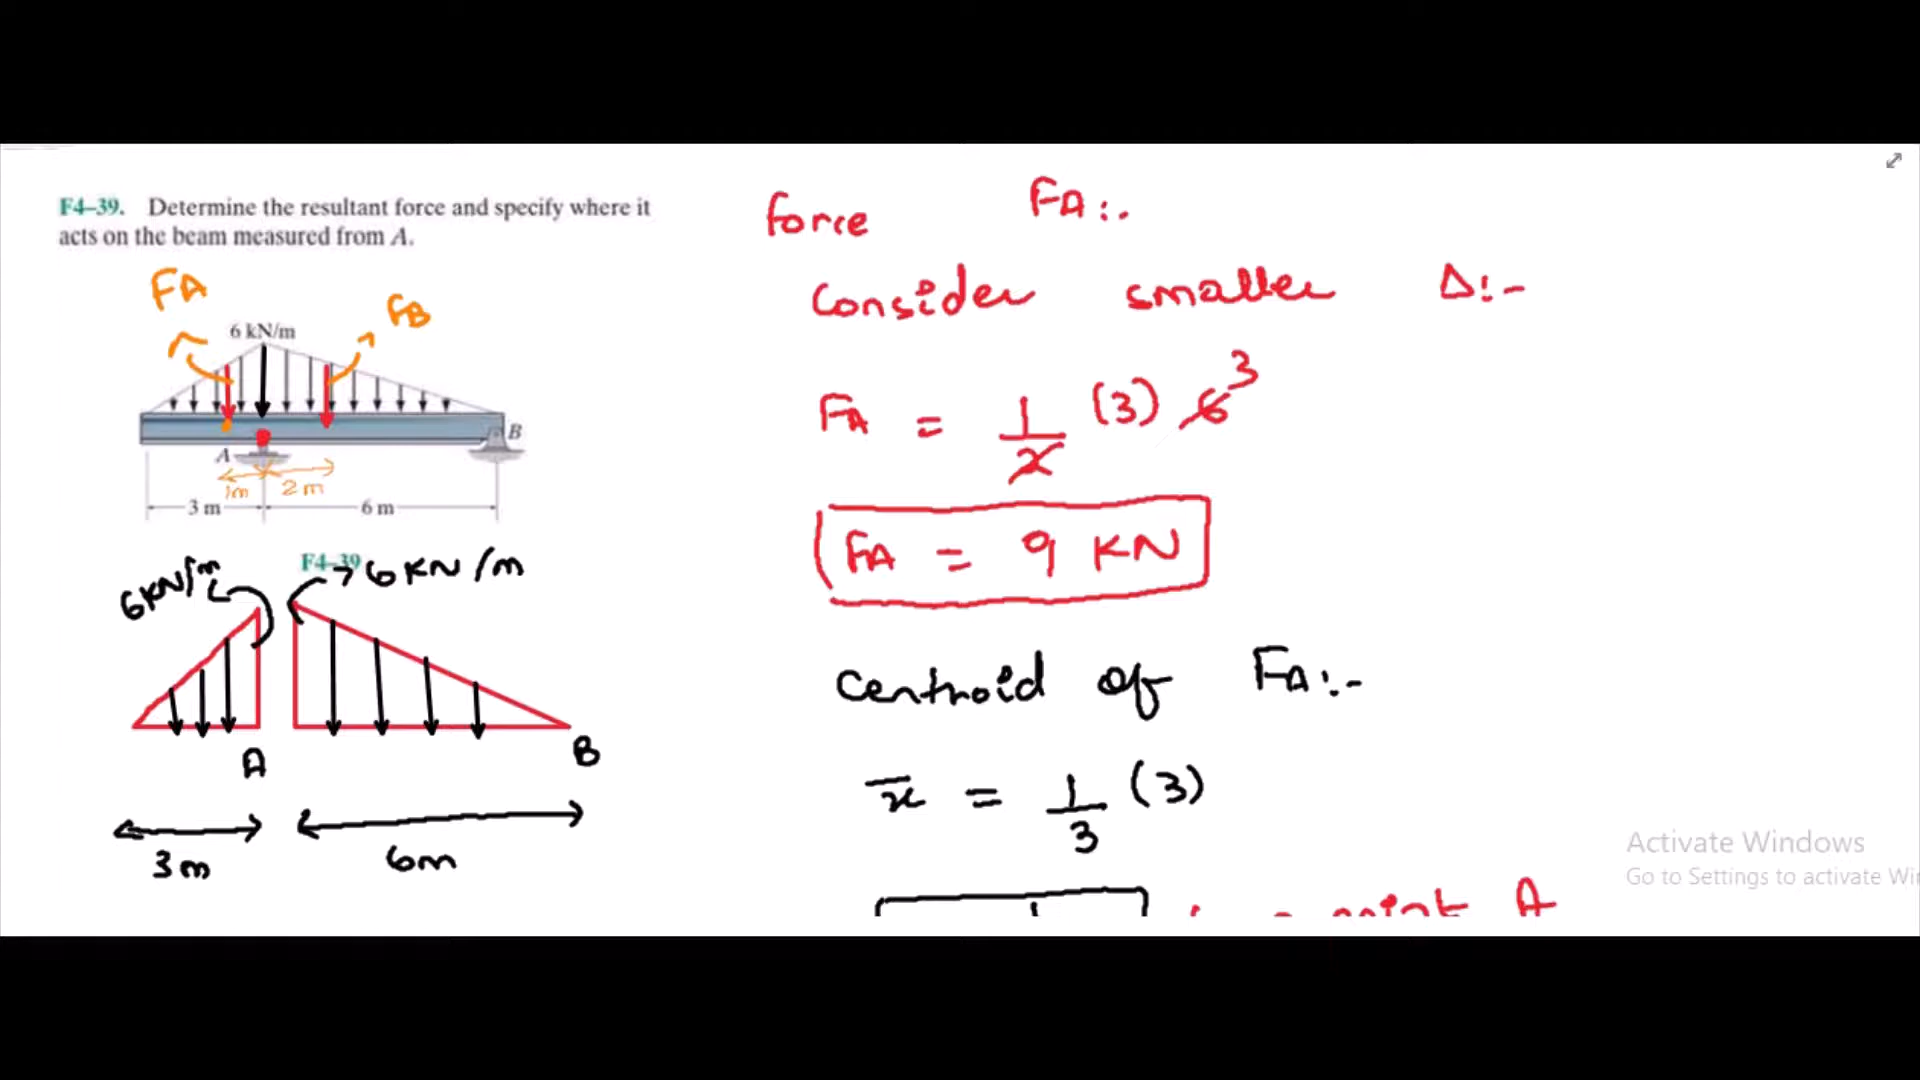 F4–39. Determine the resultant force and specify where it
acts on the beam measured from A.
FA
FB
6 kN/m
B
A
1m 2m
3 m
6 m
F4–39
6KN/m
6KN/m
A
B
3m
6m
Force FA:.
Consider smaller Δ:-
FA = 1/2 (3) 6 3
FA = 9 KN
Centroid of FA:-
x̄ = 1/3 (3)
point A
Activate Windows
Go to Settings to activate Wi